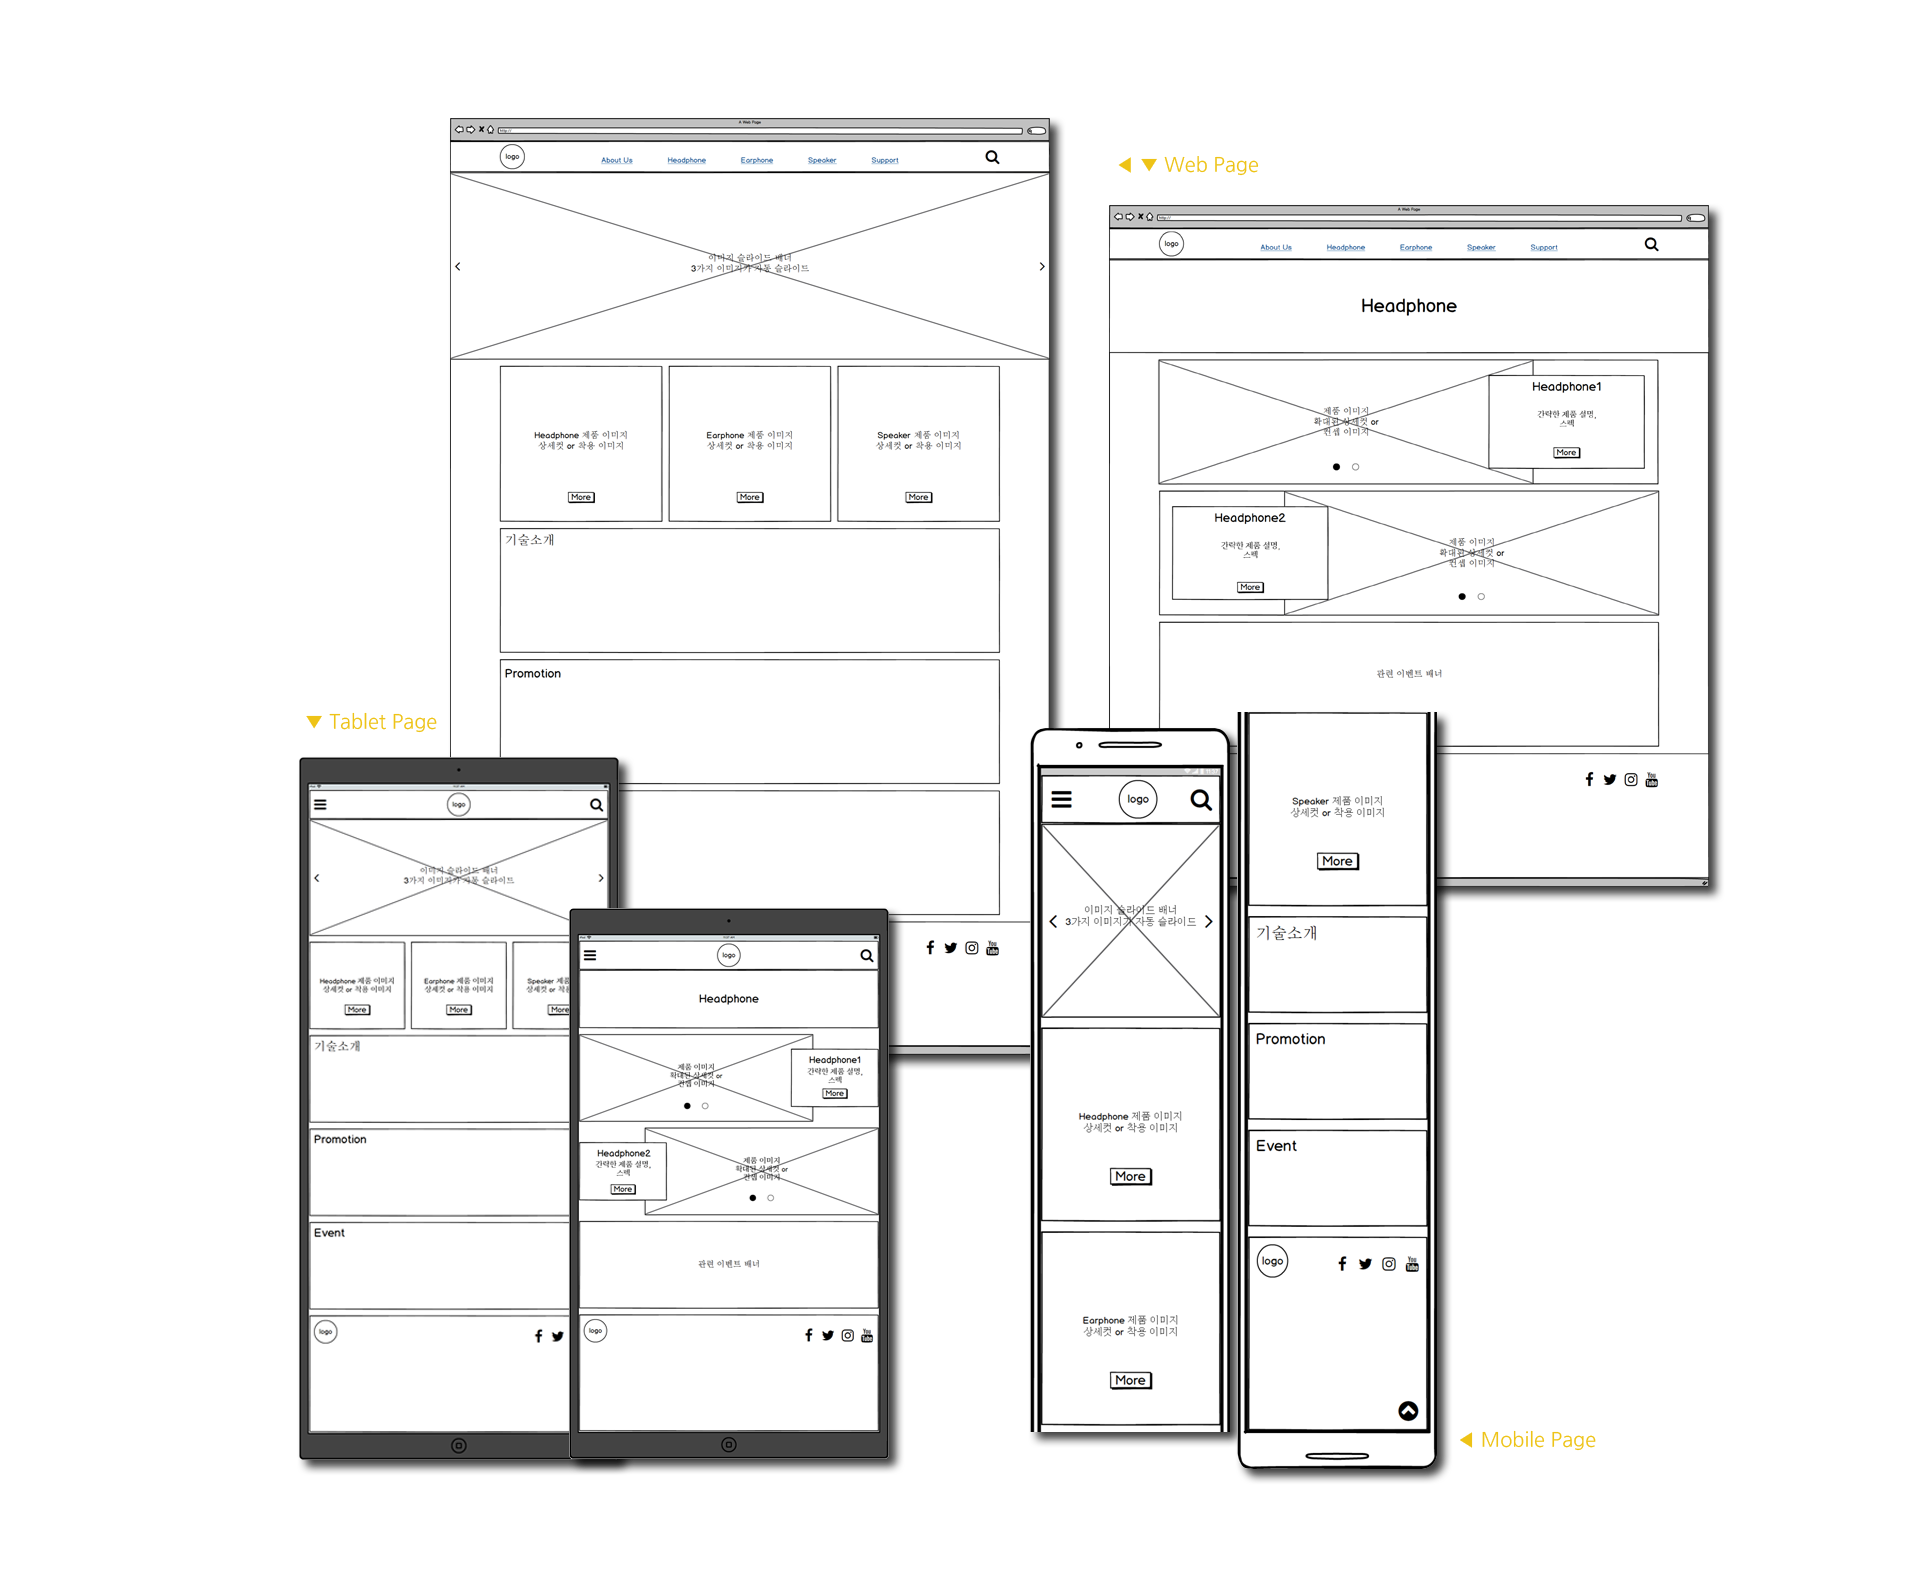 A Web Page
http://
logo
About Us
Headphone
Earphone
Speaker
Support
이미지 슬라이드 배너
3가지 이미지가 자동 슬라이드
Headphone 제품 이미지
상세컷 or 착용 이미지
More
Earphone 제품 이미지
상세컷 or 착용 이미지
More
Speaker 제품 이미지
상세컷 or 착용 이미지
More
기술소개
Promotion
You
Tube
Web Page
A Web Page
http://
logo
About Us
Headphone
Earphone
Speaker
Support
Headphone
제품 이미지
확대된 상세컷 or
컨셉 이미지
Headphone1
간략한 제품 설명,
스펙
More
Headphone2
간략한 제품 설명,
스펙
More
제품 이미지
확대된 상세컷 or
컨셉 이미지
관련 이벤트 배너
You
Tube
Tablet Page
logo
이미지 슬라이드 배너
3가지 이미지가 자동 슬라이드
Headphone 제품 이미지
상세컷 or 착용 이미지
More
Earphone 제품 이미지
상세컷 or 착용 이미지
More
Speaker 제품 이미지
상세컷 or 착용
More
기술소개
Promotion
Event
logo
logo
Headphone
제품 이미지
확대된 상세컷 or
컨셉 이미지
Headphone1
간략한 제품 설명,
스펙
More
Headphone2
간략한 제품 설명,
스펙
More
제품 이미지
확대된 상세컷 or
컨셉 이미지
관련 이벤트 배너
logo
You
Tube
logo
이미지 슬라이드 배너
3가지 이미지가 자동 슬라이드
Headphone 제품 이미지
상세컷 or 착용 이미지
More
Earphone 제품 이미지
상세컷 or 착용 이미지
More
Speaker 제품 이미지
상세컷 or 착용 이미지
More
기술소개
Promotion
Event
logo
You
Tube
Mobile Page